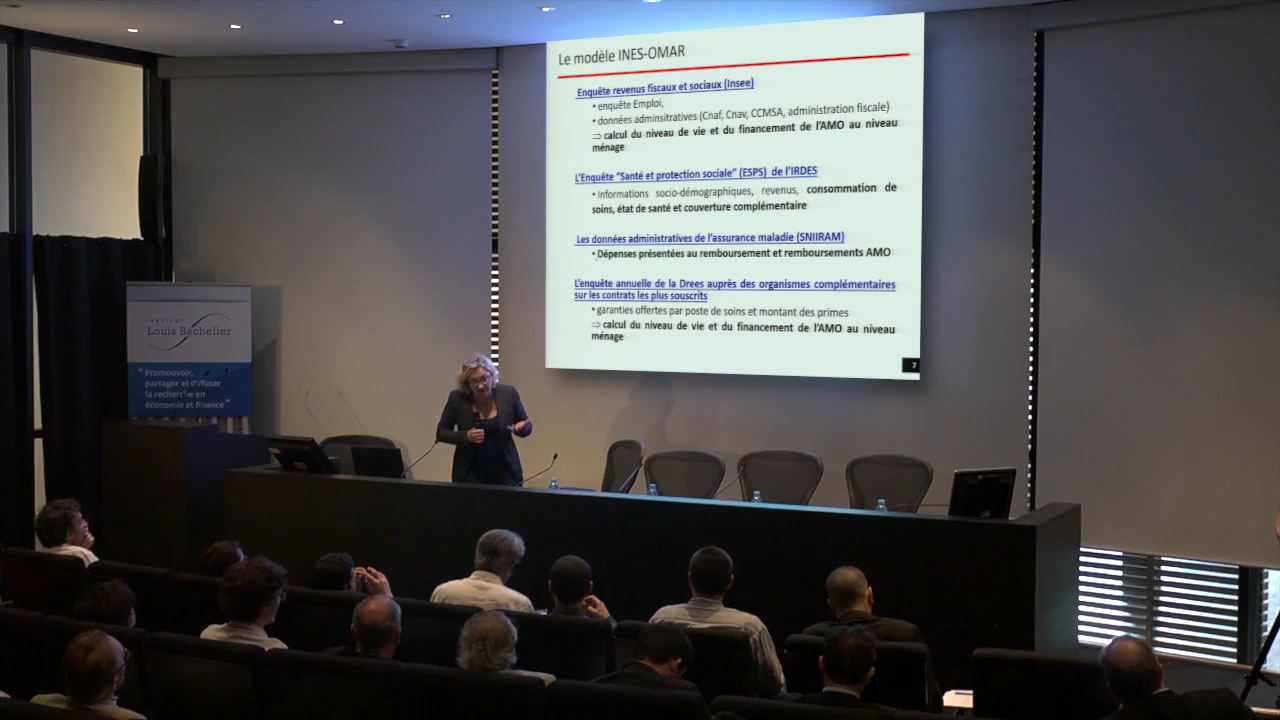 Le modèle INES-OMAR
Enquête revenus fiscaux et sociaux (Insee)
• enquête Emploi,
• données adminsitratives (Cnaf, Cnav, CCMSA, administration fiscale)
⇒ calcul du niveau de vie et du financement de l'AMO au niveau
ménage
L'Enquête "Santé et protection sociale" (ESPS) de l'IRDES
• Informations socio-démographiques, revenus, consommation de
soins, état de santé et couverture complémentaire
Les données administratives de l'assurance maladie (SNIIRAM)
• Dépenses présentées au remboursement et remboursements AMO
L'enquête annuelle de la Drees auprès des organismes complémentaires
sur les contrats les plus souscrits
• garanties offertes par poste de soins et montant des primes
⇒ calcul du niveau de vie et du financement de l'AMO au niveau
ménage
7
INSTITUT
Louis Bachelier
"Promouvoir,
partager et diffuser
la recherche en
économie et finance"